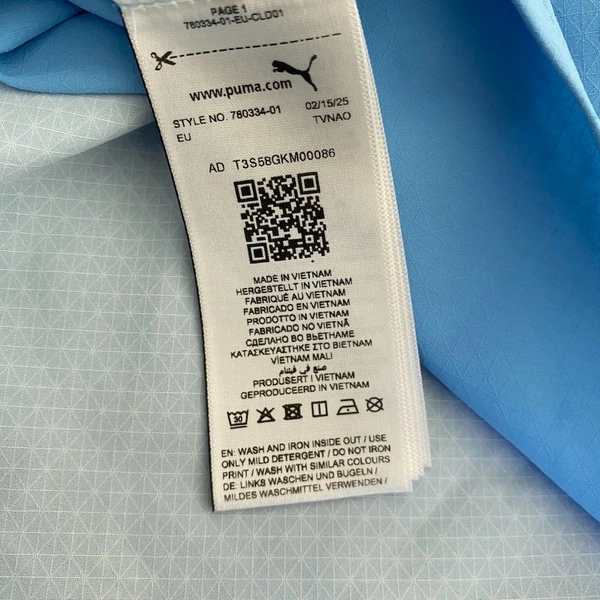 PAGE 1
780334-01-EU-CLD01
www.puma.com
STYLE NO. 780334-01 02/15/25
EU TVNAO
AD T3S5BGKM00086
MADE IN VIETNAM
HERGESTELLT IN VIETNAM
FABRIQUÉ AU VIETNAM
FABRICADO EN VIETNAM
PRODOTTO IN VIETNAM
FABRICADO NO VIETNÃ
СДЕЛАНО ВО ВЬЕТНАМЕ
ΚΑΤΑΣΚΕΥΑΣΤΗΚΕ ΣΤΟ ΒΙΕΤΝΑΜ
VİETNAM MALI
صنع في فيتنام
PRODUSERT I VIETNAM
GEPRODUCEERD IN VIETNAM
30
EN: WASH AND IRON INSIDE OUT / USE
ONLY MILD DETERGENT / DO NOT IRON
PRINT / WASH WITH SIMILAR COLOURS
DE: LINKS WASCHEN UND BUGELN /
MILDES WASCHMITTEL VERWENDEN /